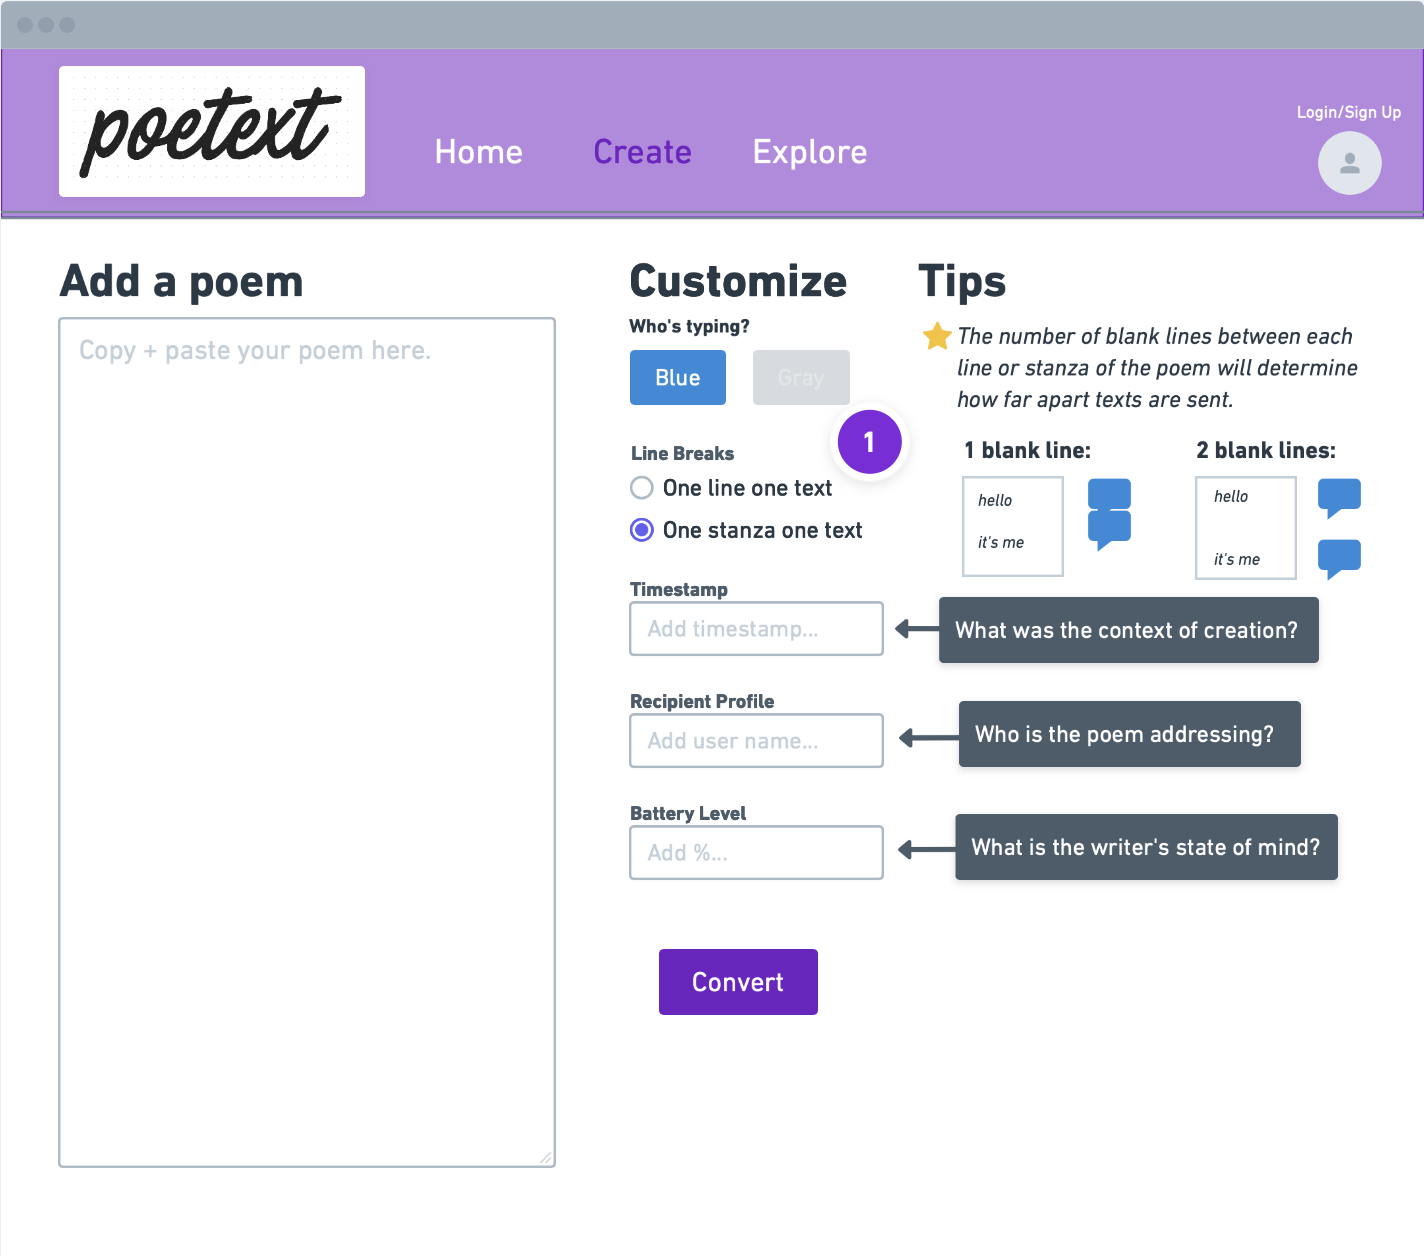 poetext
Home
Create
Explore
Login/Sign Up
Add a poem
Copy + paste your poem here.
Customize
Who's typing?
Blue
Gray
1
Line Breaks
One line one text
One stanza one text
Timestamp
Add timestamp...
Recipient Profile
Add user name...
Battery Level
Add %...
Convert
Tips
The number of blank lines between each
line or stanza of the poem will determine
how far apart texts are sent.
1 blank line:
hello
it's me
2 blank lines:
hello
it's me
What was the context of creation?
Who is the poem addressing?
What is the writer's state of mind?